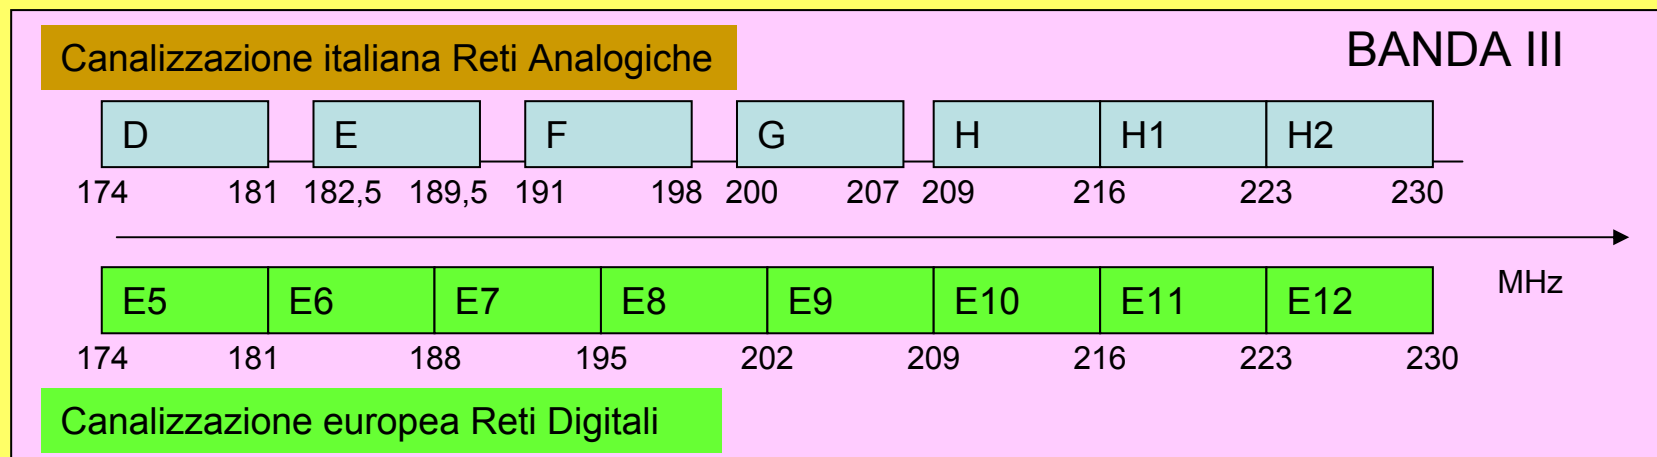 Canalizzazione italiana Reti Analogiche
BANDA III
D E F G H H1 H2
174 181 182,5 189,5 191 198 200 207 209 216 223 230
MHz
E5 E6 E7 E8 E9 E10 E11 E12
174 181 188 195 202 209 216 223 230
Canalizzazione europea Reti Digitali